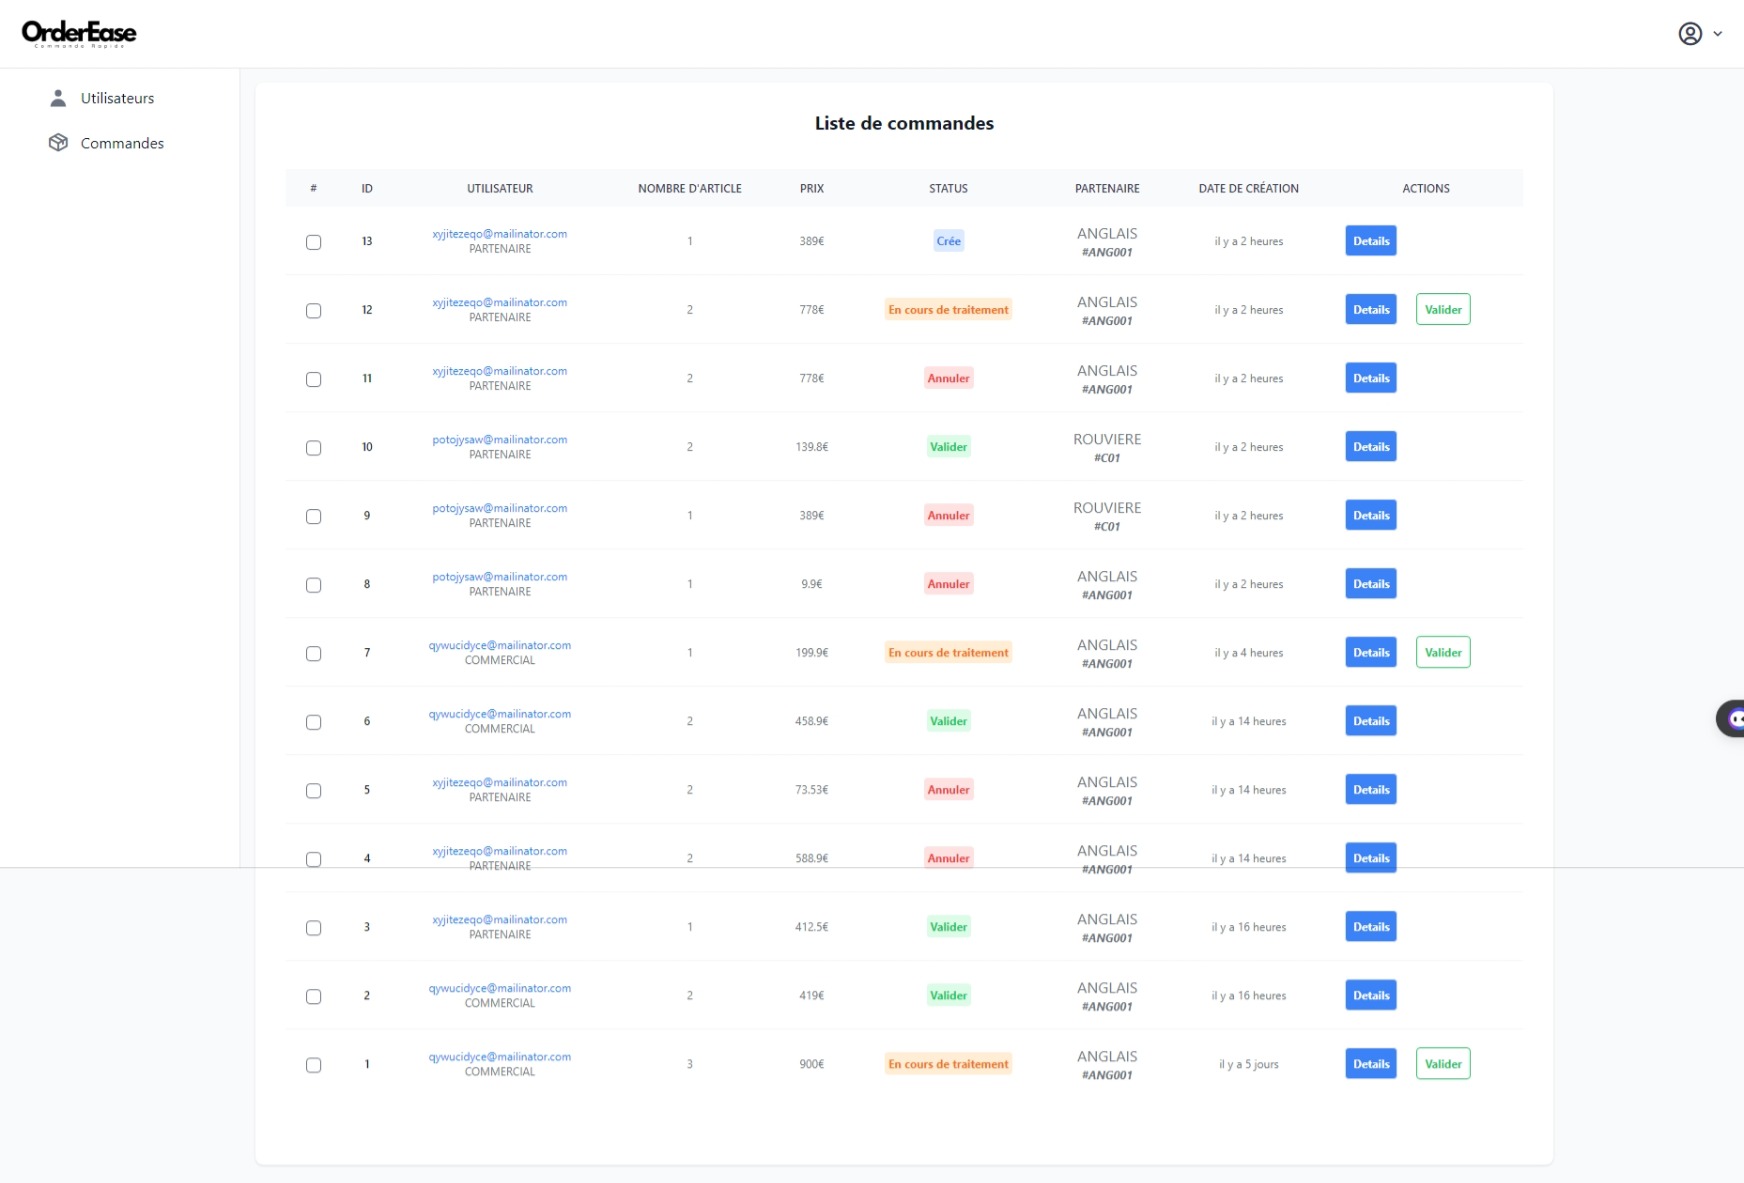 OrderEase
Commande Rapide
Utilisateurs
Commandes
Liste de commandes
# ID UTILISATEUR NOMBRE D'ARTICLE PRIX STATUS PARTENAIRE DATE DE CRÉATION ACTIONS
13 xyjitezeqo@mailinator.com PARTENAIRE 1 389€ Crée ANGLAIS #ANG001 il y a 2 heures Details
12 xyjitezeqo@mailinator.com PARTENAIRE 2 778€ En cours de traitement ANGLAIS #ANG001 il y a 2 heures Details Valider
11 xyjitezeqo@mailinator.com PARTENAIRE 2 778€ Annuler ANGLAIS #ANG001 il y a 2 heures Details
10 potojysaw@mailinator.com PARTENAIRE 2 139.8€ Valider ROUVIERE #C01 il y a 2 heures Details
9 potojysaw@mailinator.com PARTENAIRE 1 389€ Annuler ROUVIERE #C01 il y a 2 heures Details
8 potojysaw@mailinator.com PARTENAIRE 1 9.9€ Annuler ANGLAIS #ANG001 il y a 2 heures Details
7 qywucidyce@mailinator.com COMMERCIAL 1 199.9€ En cours de traitement ANGLAIS #ANG001 il y a 4 heures Details Valider
6 qywucidyce@mailinator.com COMMERCIAL 2 458.9€ Valider ANGLAIS #ANG001 il y a 14 heures Details
5 xyjitezeqo@mailinator.com PARTENAIRE 2 73.53€ Annuler ANGLAIS #ANG001 il y a 14 heures Details
4 xyjitezeqo@mailinator.com PARTENAIRE 2 588.9€ Annuler ANGLAIS #ANG001 il y a 14 heures Details
3 xyjitezeqo@mailinator.com PARTENAIRE 1 412.5€ Valider ANGLAIS #ANG001 il y a 16 heures Details
2 qywucidyce@mailinator.com COMMERCIAL 2 419€ Valider ANGLAIS #ANG001 il y a 16 heures Details
1 qywucidyce@mailinator.com COMMERCIAL 3 900€ En cours de traitement ANGLAIS #ANG001 il y a 5 jours Details Valider